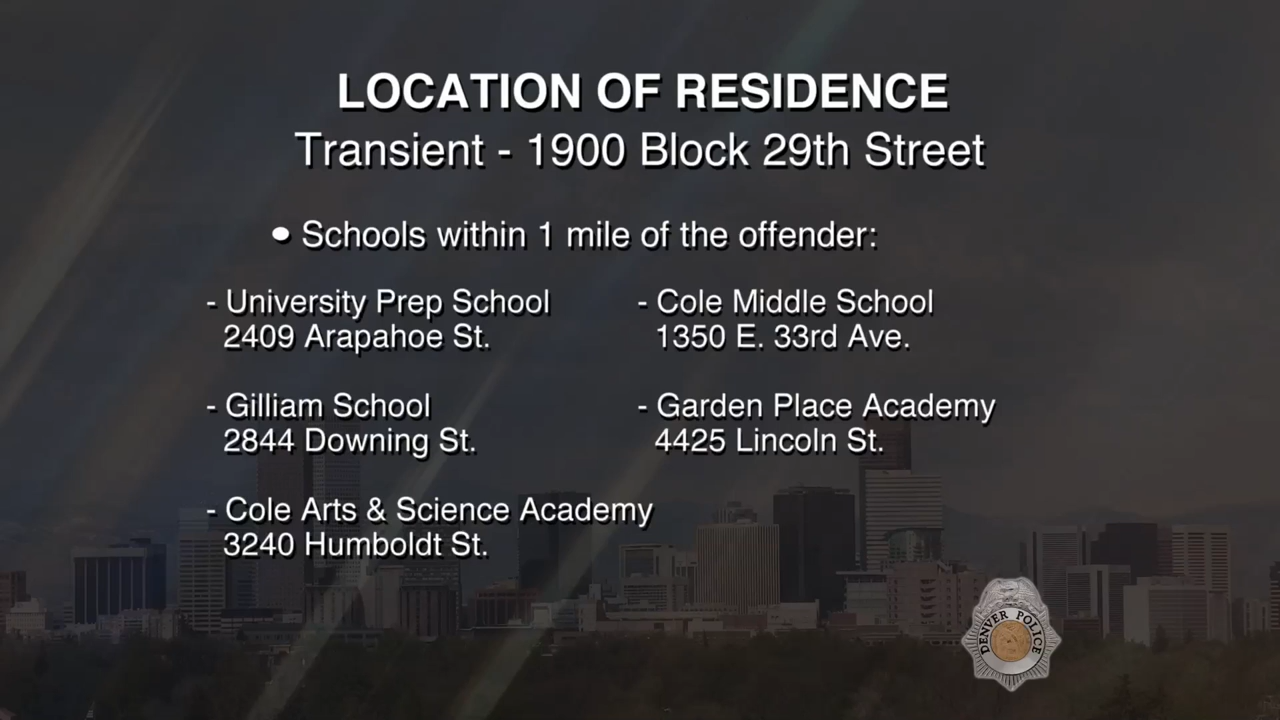 LOCATION OF RESIDENCE
Transient - 1900 Block 29th Street
• Schools within 1 mile of the offender:
- University Prep School
2409 Arapahoe St.
- Gilliam School
2844 Downing St.
- Cole Arts & Science Academy
3240 Humboldt St.
- Cole Middle School
1350 E. 33rd Ave.
- Garden Place Academy
4425 Lincoln St.
DENVER POLICE